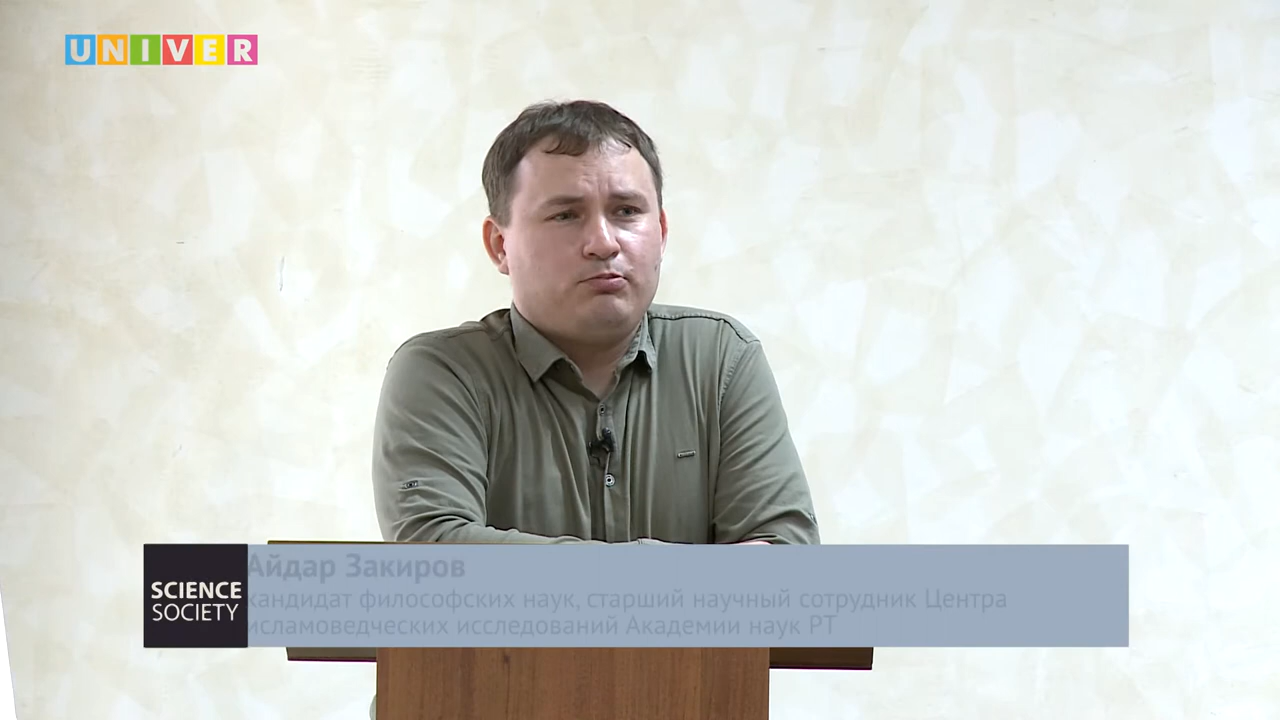 UNIVER
SCIENCE
SOCIETY
Айдар Закиров
кандидат философских наук, старший научный сотрудник Центра
исламоведческих исследований Академии наук РТ